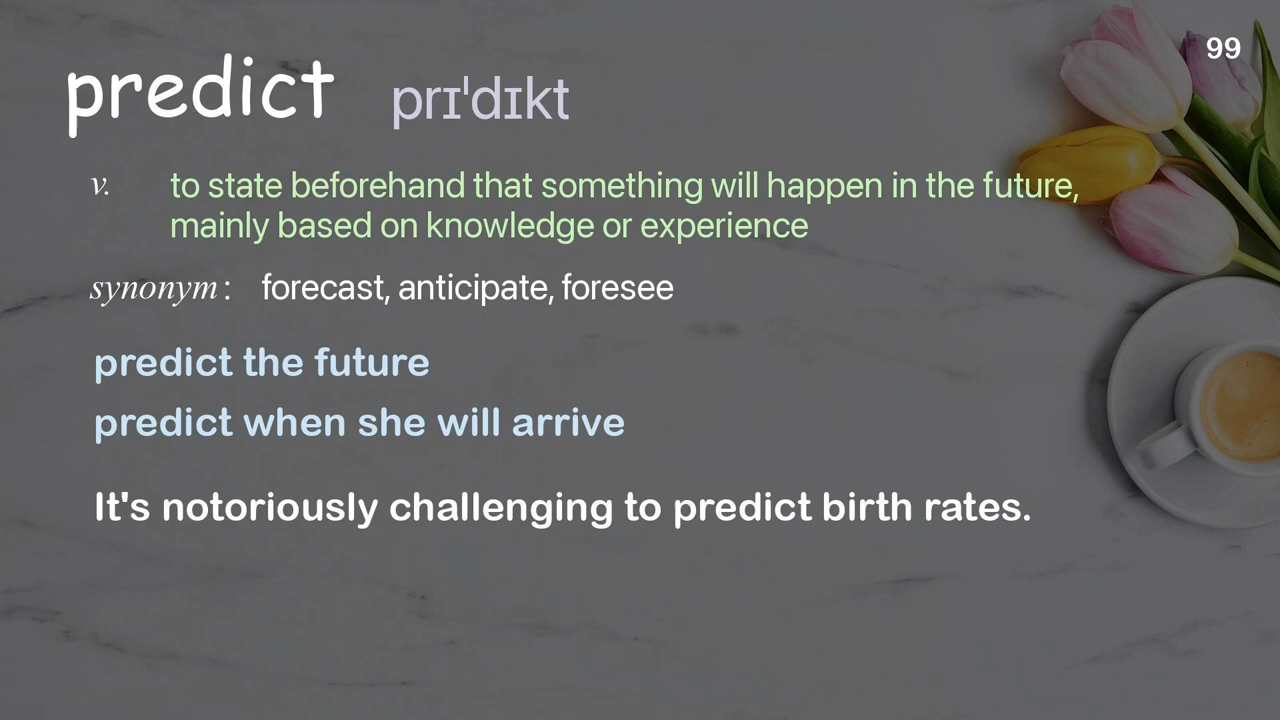 99
predict prɪˈdɪkt
v. to state beforehand that something will happen in the future,
mainly based on knowledge or experience
synonym: forecast, anticipate, foresee
predict the future
predict when she will arrive
It's notoriously challenging to predict birth rates.